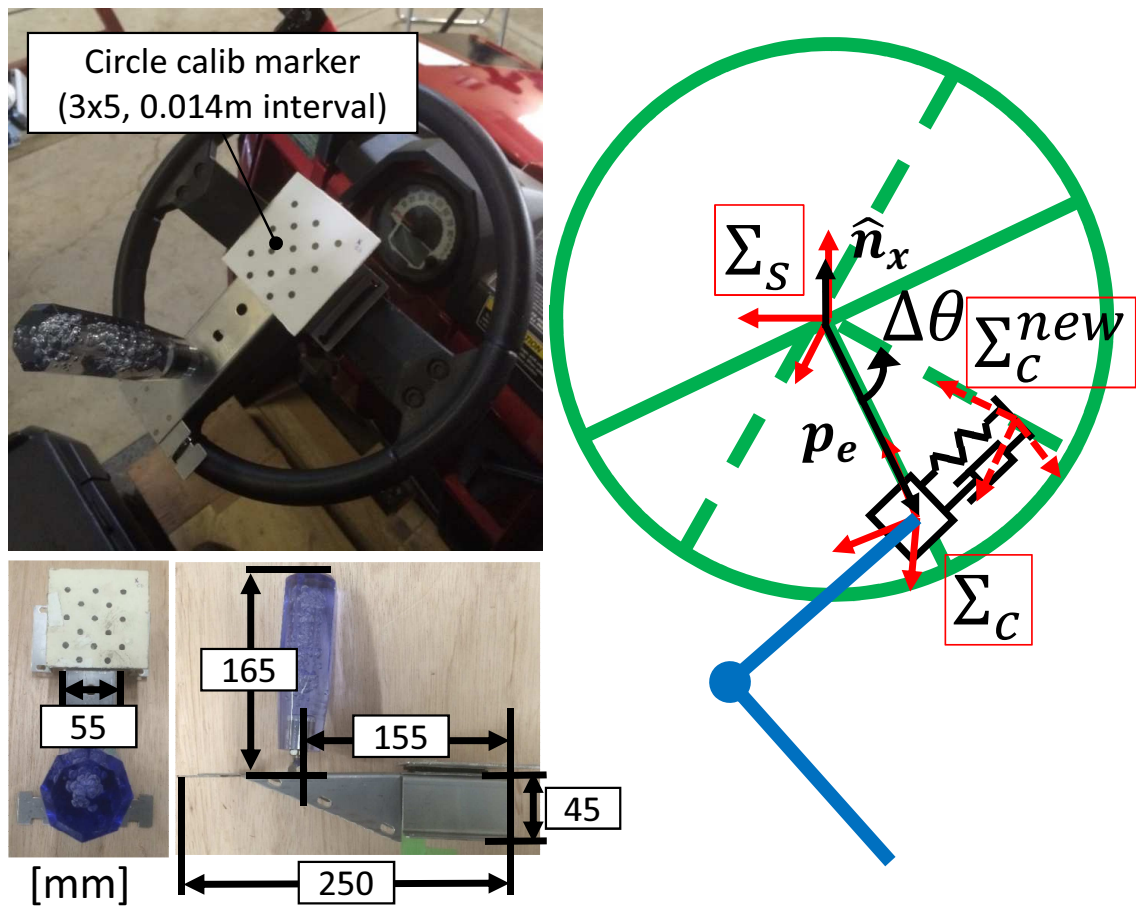 Circle calib marker
(3x5, 0.014m interval)
Σ_S
n̂_x
Δθ
Σ_C^{new}
p_e
Σ_C
165
155
55
45
250
[mm]